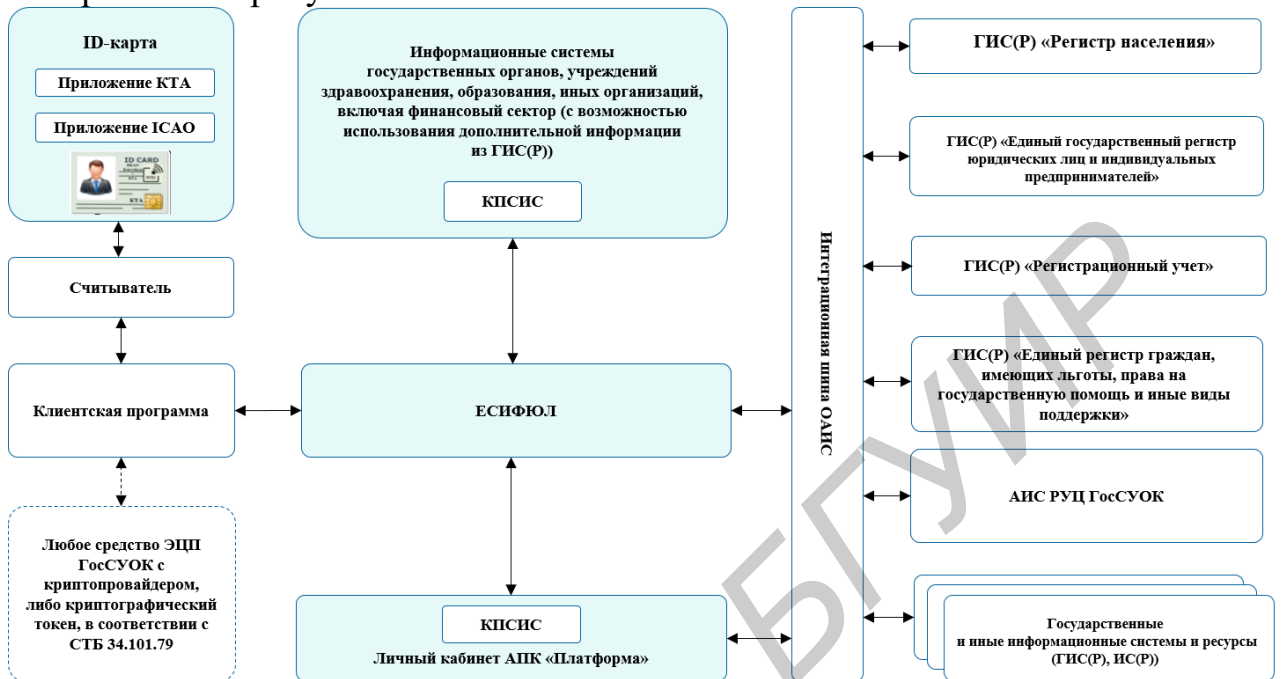 ID-карта
Приложение КТА
Приложение ICAO
ID CARD
КТА
Считыватель
Клиентская программа
Любое средство ЭЦП
ГосСУОК с
криптопровайдером,
либо криптографический
токен, в соответствии с
СТБ 34.101.79
Информационные системы
государственных органов, учреждений
здравоохранения, образования, иных организаций,
включая финансовый сектор (с возможностью
использования дополнительной информации
из ГИС(Р))
КПСИС
ЕСИФЮЛ
КПСИС
Личный кабинет АПК «Платформа»
Интеграционная шина ОАИС
ГИС(Р) «Регистр населения»
ГИС(Р) «Единый государственный регистр
юридических лиц и индивидуальных
предпринимателей»
ГИС(Р) «Регистрационный учет»
ГИС(Р) «Единый регистр граждан,
имеющих льготы, права на
государственную помощь и иные виды
поддержки»
АИС РУЦ ГосСУОК
Государственные
и иные информационные системы и ресурсы
(ГИС(Р), ИС(Р))
БГУИР